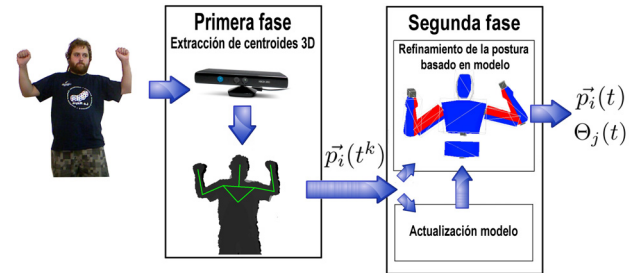 Primera fase
Extracción de centroides 3D
Segunda fase
Refinamiento de la postura
basado en modelo
p⃗ᵢ(tᵏ)
p⃗ᵢ(t)
Θⱼ(t)
Actualización modelo